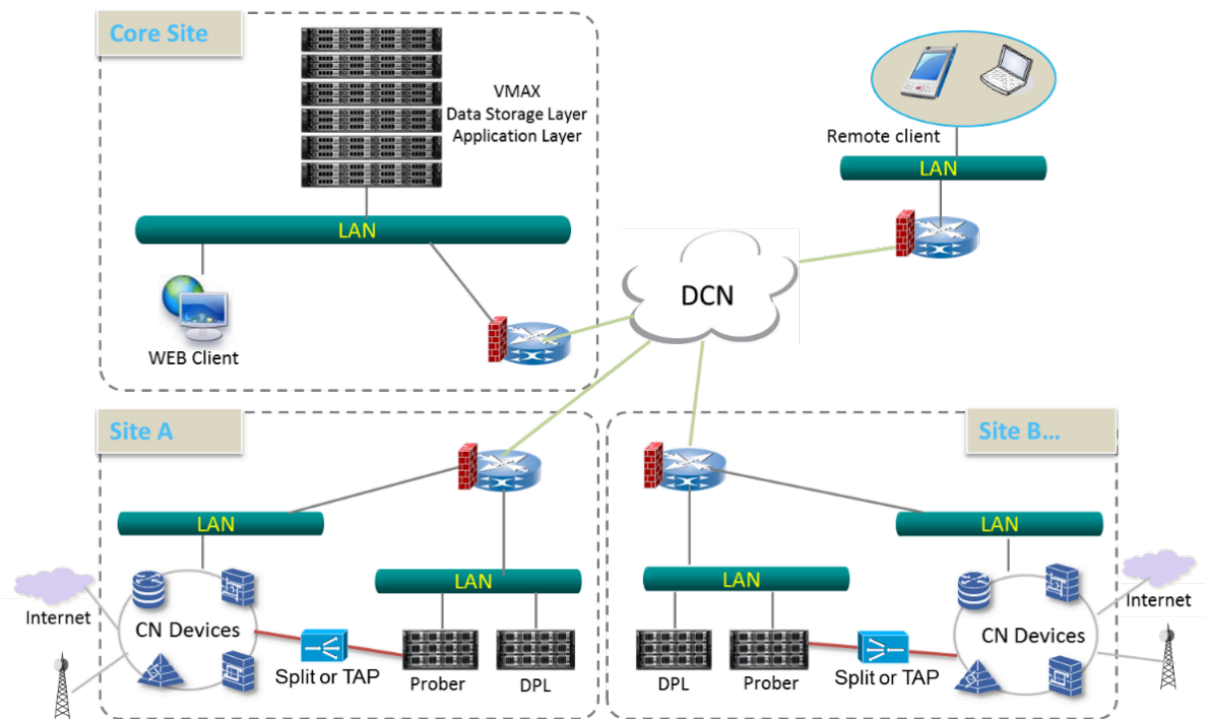 Core Site
VMAX
Data Storage Layer
Application Layer
LAN
WEB Client
Remote client
LAN
DCN
Site A
LAN
LAN
Internet
CN Devices
Split or TAP
Prober
DPL
Site B...
LAN
LAN
Internet
CN Devices
DPL
Prober
Split or TAP